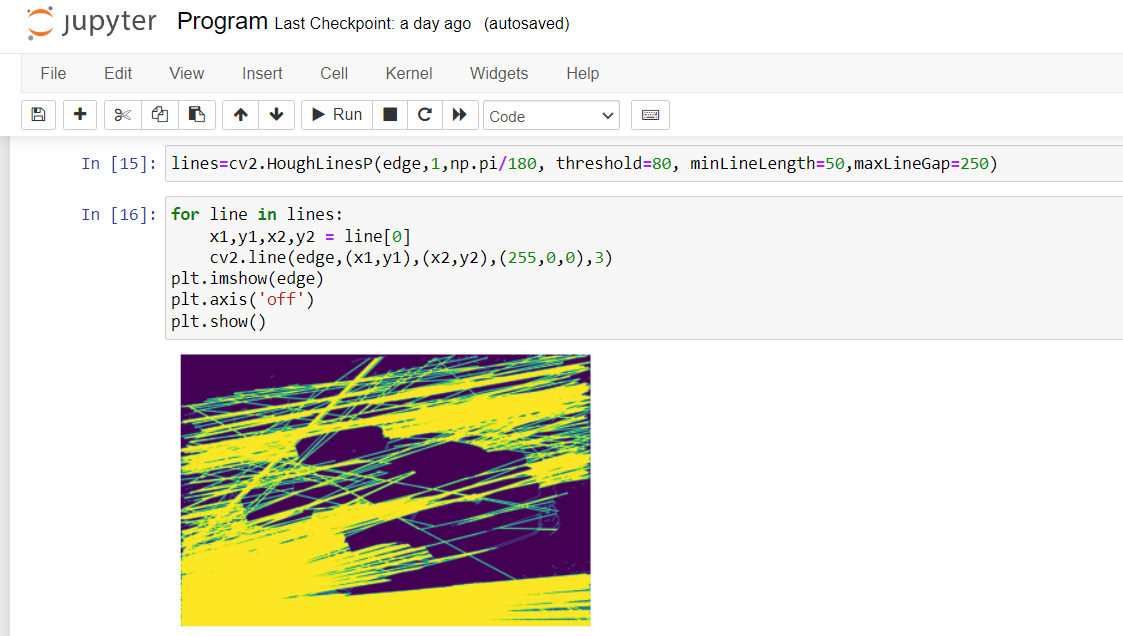 jupyter Program Last Checkpoint: a day ago (autosaved)
File Edit View Insert Cell Kernel Widgets Help
Run Code
In [15]: lines=cv2.HoughLinesP(edge,1,np.pi/180, threshold=80, minLineLength=50,maxLineGap=250)
In [16]: for line in lines:
    x1,y1,x2,y2 = line[0]
    cv2.line(edge,(x1,y1),(x2,y2),(255,0,0),3)
plt.imshow(edge)
plt.axis('off')
plt.show()